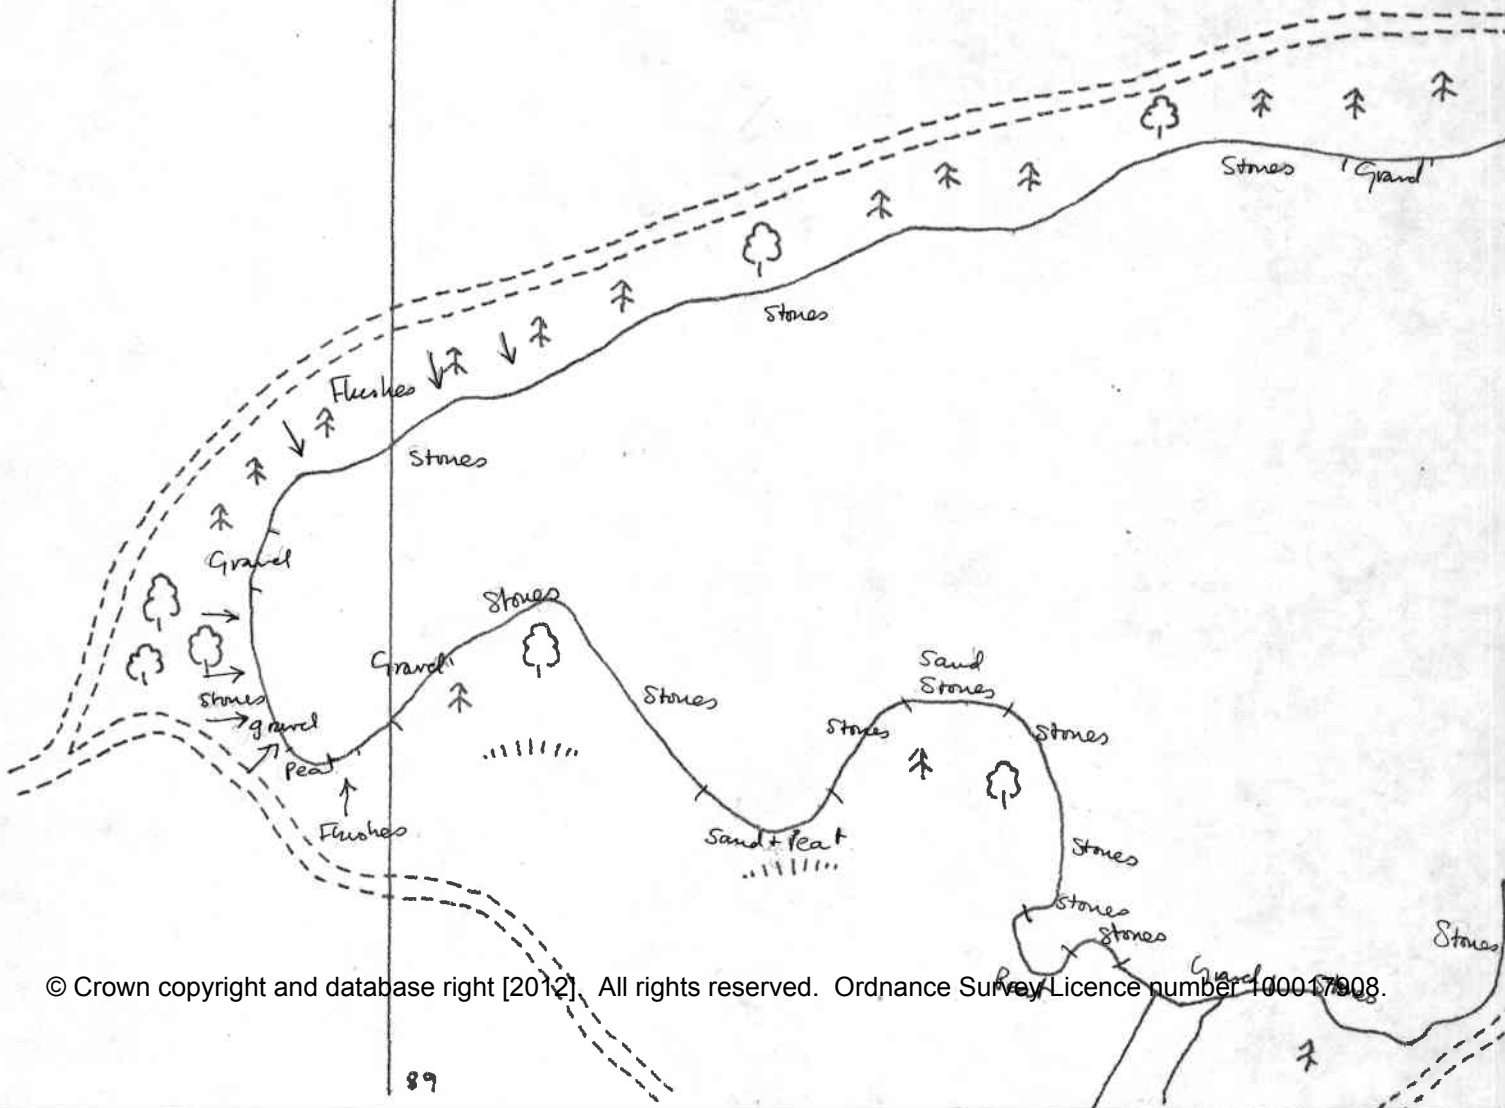 Stones
'Gravel'
Stones
Flushes
Stones
Gravel
Stones
Gravel'
Sand
Stones
Stones
Stones
gravel
Stones
Stones
Peat
Flushes
Sand + Peat
Stones
Stones
Stones
Stones
Peat
Gravel
Stones
© Crown copyright and database right [2012]. All rights reserved. Ordnance Survey Licence number 100017908.
89